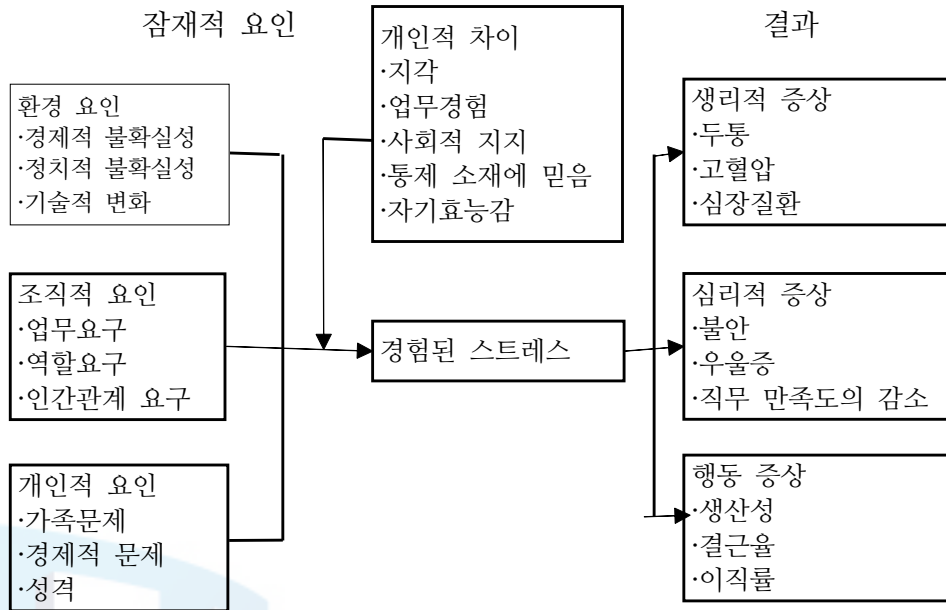 잠재적 요인
환경 요인
·경제적 불확실성
·정치적 불확실성
·기술적 변화
조직적 요인
·업무요구
·역할요구
·인간관계 요구
개인적 요인
·가족문제
·경제적 문제
·성격
개인적 차이
·지각
·업무경험
·사회적 지지
·통제 소재에 믿음
·자기효능감
경험된 스트레스
결과
생리적 증상
·두통
·고혈압
·심장질환
심리적 증상
·불안
·우울증
·직무 만족도의 감소
행동 증상
·생산성
·결근율
·이직률